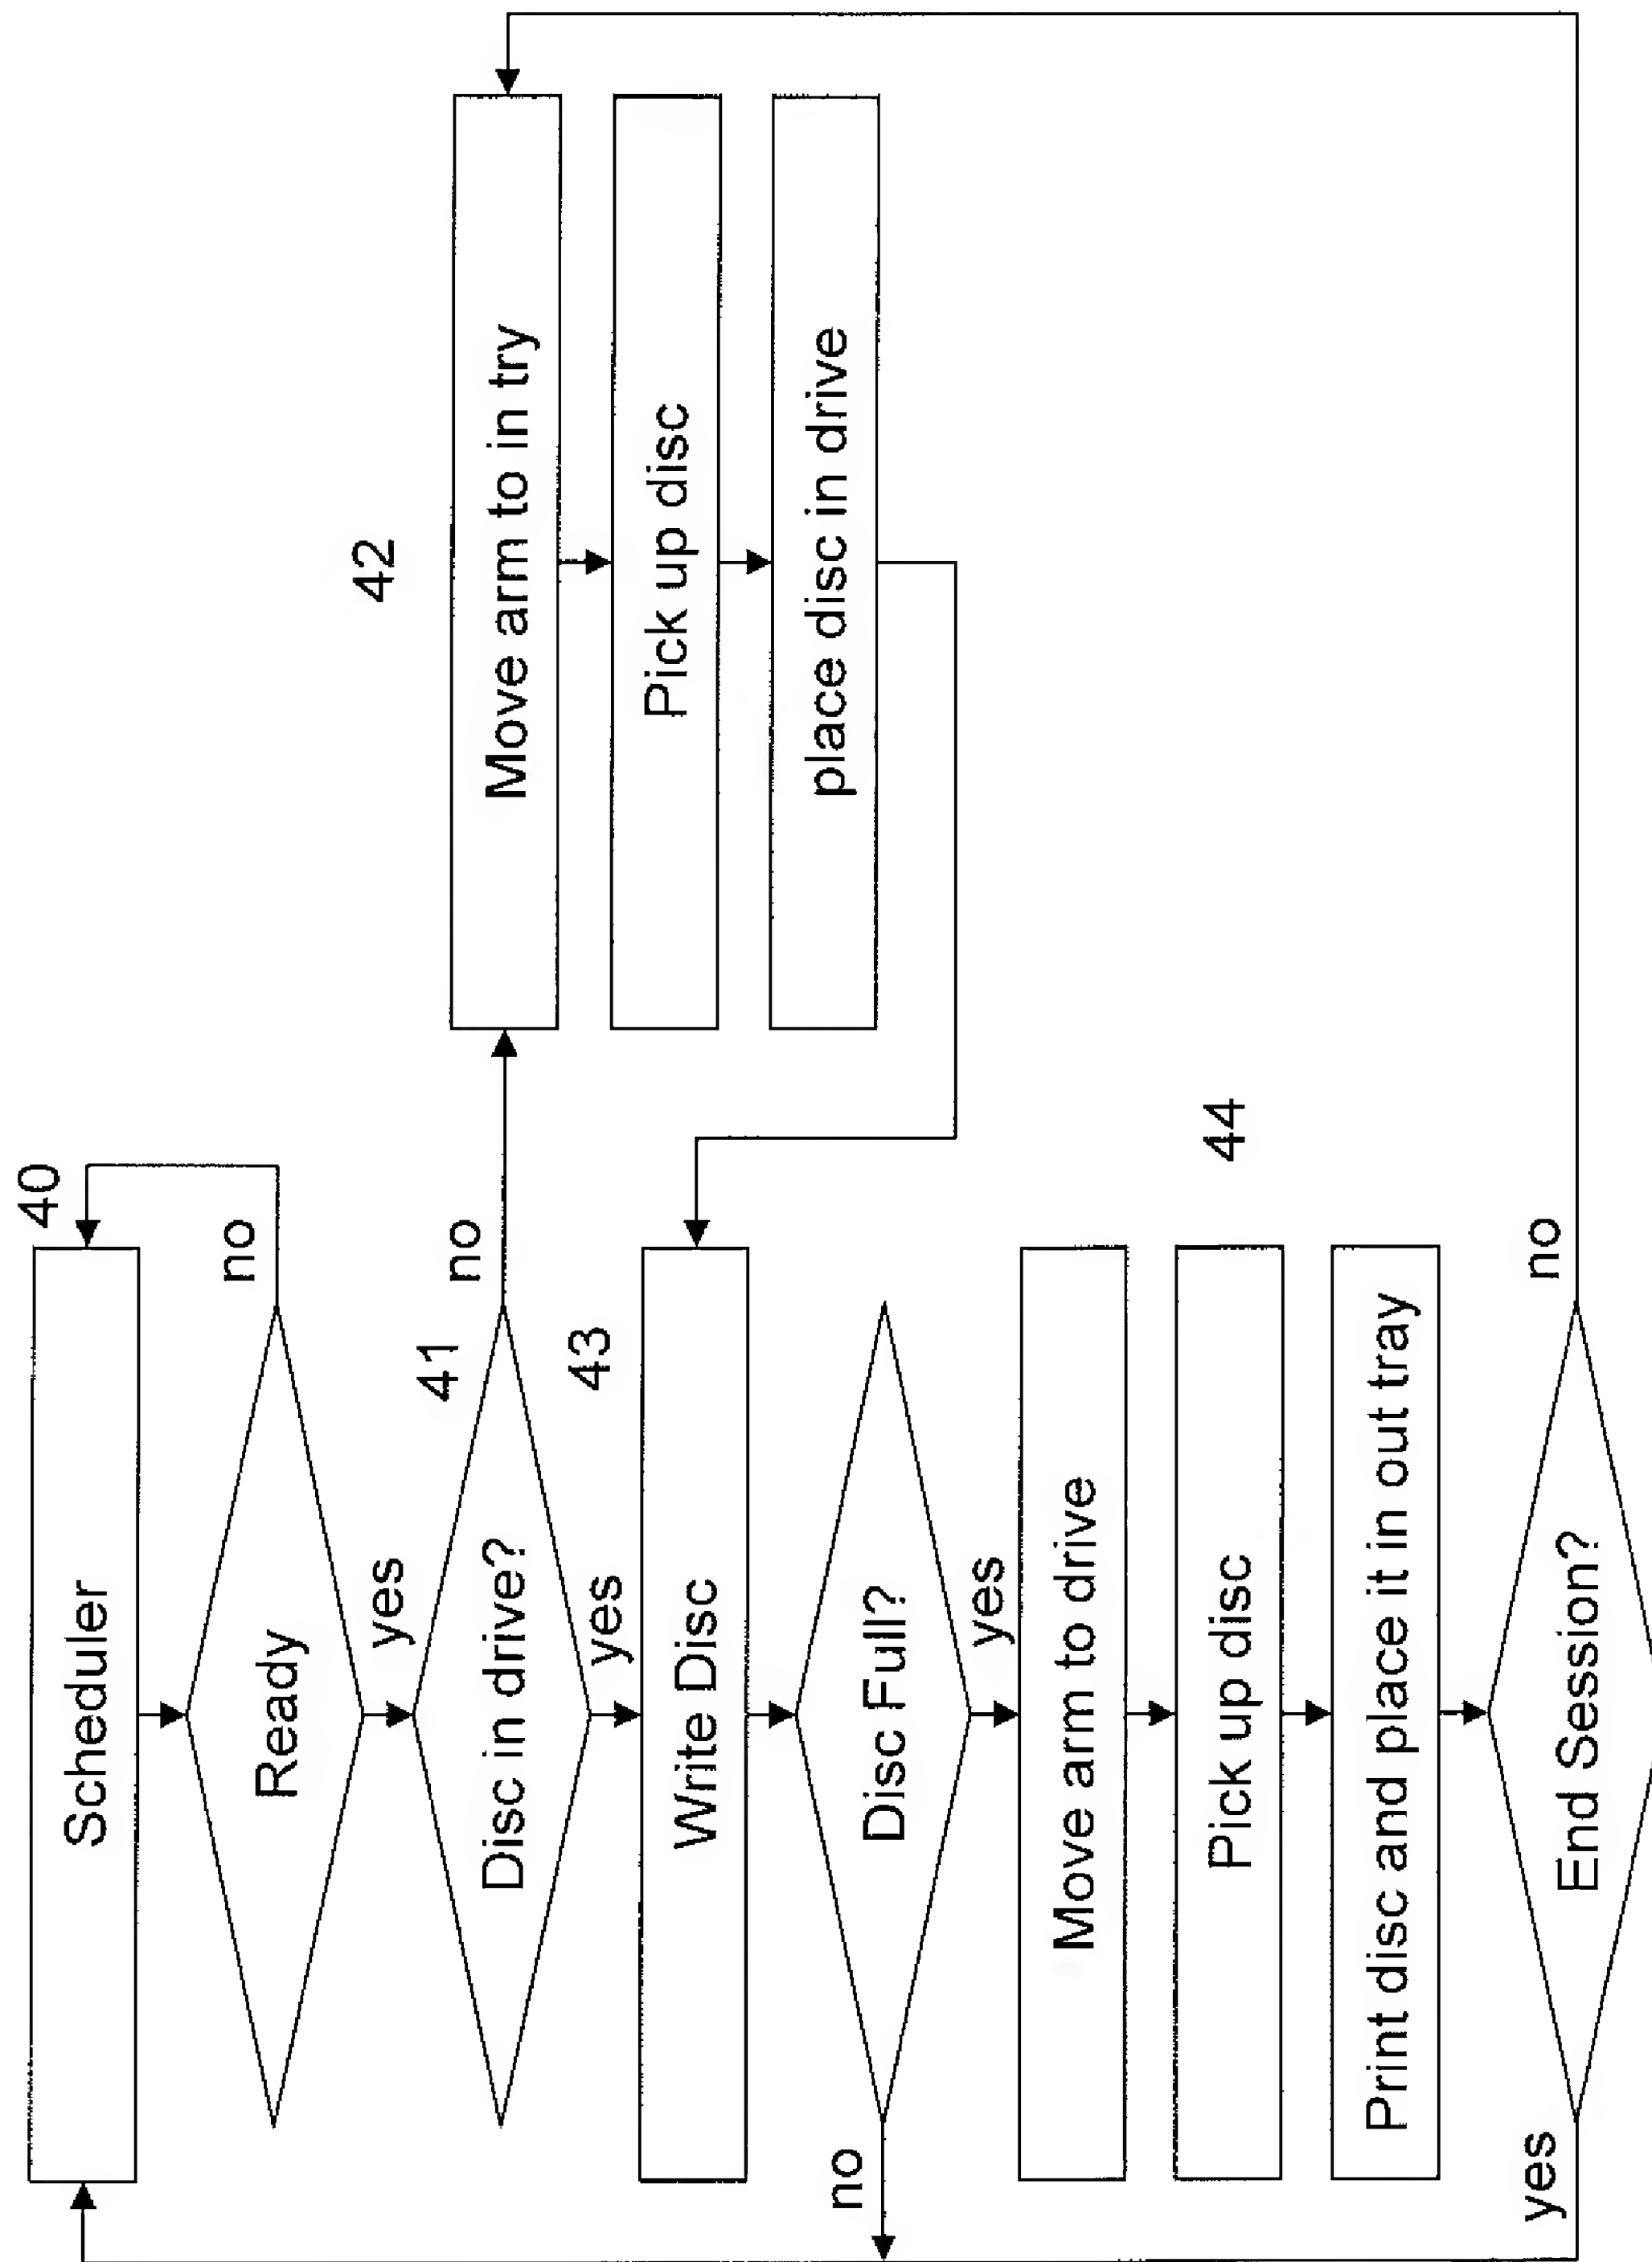 Scheduler
40
Ready
no
yes
Disc in drive?
41
no
yes
42
Move arm to in try
Pick up disc
place disc in drive
43
Write Disc
Disc Full?
no
yes
Move arm to drive
Pick up disc
44
Print disc and place it in out tray
End Session?
yes
no